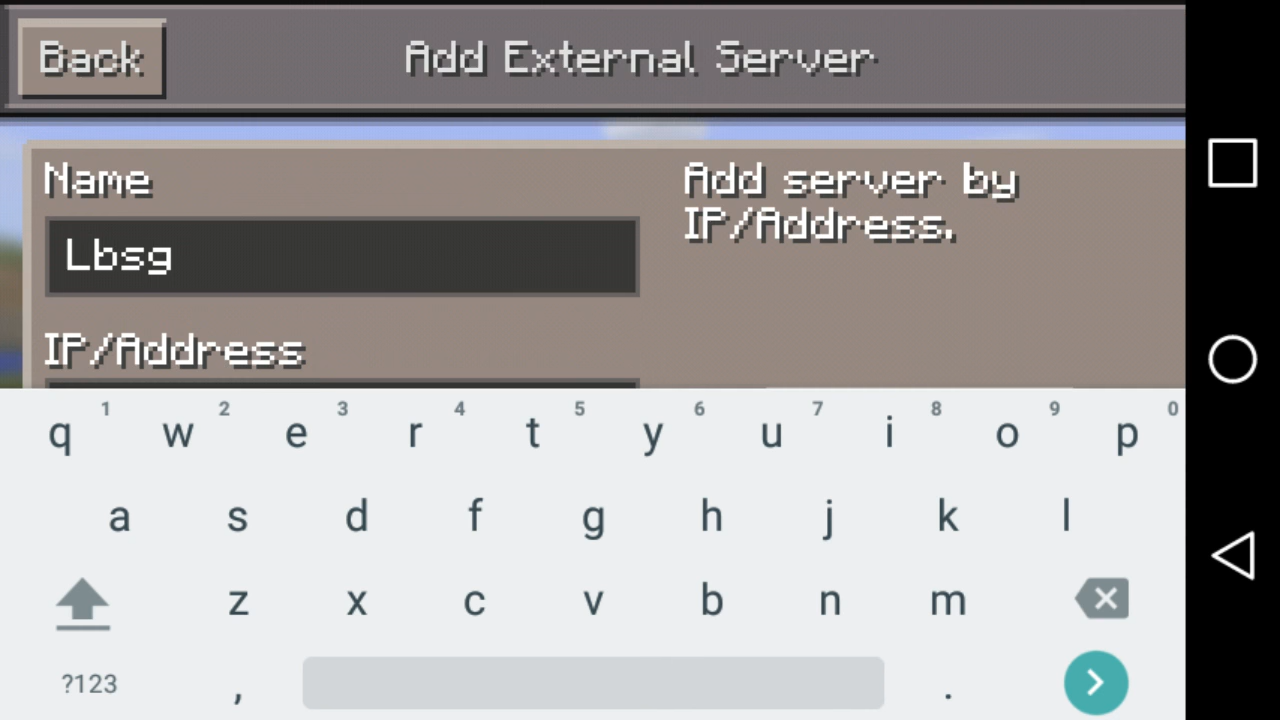 Back
Add External Server
Name
Add server by
IP/Address.
Lbsg
IP/Address
1 2 3 4 5 6 7 8 9 0
q w e r t y u i o p
a s d f g h j k l
z x c v b n m
?123 , .